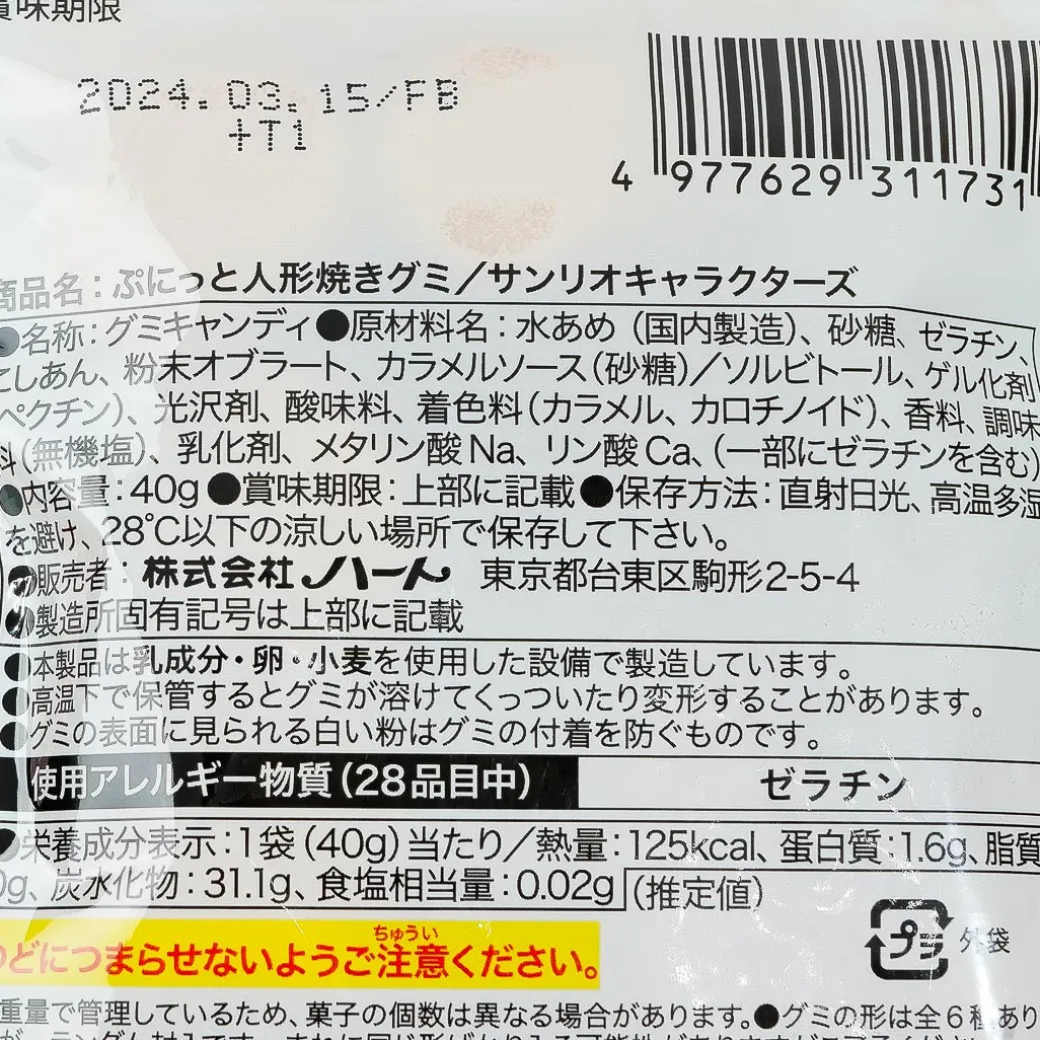 賞味期限
2024.03.15/FB
+T1
4 977629 311731
商品名：ぷにっと人形焼きグミ／サンリオキャラクターズ
●名称：グミキャンディ●原材料名：水あめ（国内製造）、砂糖、ゼラチン、
こしあん、粉末オブラート、カラメルソース（砂糖）／ソルビトール、ゲル化剤
ペクチン）、光沢剤、酸味料、着色料（カラメル、カロチノイド）、香料、調味
料（無機塩）、乳化剤、メタリン酸Na、リン酸Ca、（一部にゼラチンを含む）
●内容量：40g●賞味期限：上部に記載●保存方法：直射日光、高温多湿
を避け、28℃以下の涼しい場所で保存して下さい。
●販売者：株式会社ハート 東京都台東区駒形2-5-4
●製造所固有記号は上部に記載
●本製品は乳成分・卵・小麦を使用した設備で製造しています。
●高温下で保管するとグミが溶けてくっついたり変形することがあります。
●グミの表面に見られる白い粉はグミの付着を防ぐものです。
使用アレルギー物質（28品目中） ゼラチン
●栄養成分表示：1袋（40g）当たり／熱量：125kcal、蛋白質：1.6g、脂質
0g、炭水化物：31.1g、食塩相当量：0.02g（推定値）
プラ 外袋
ちゅうい
のどにつまらせないようご注意ください。
重量で管理しているため、菓子の個数は異なる場合があります。●グミの形は全6種あり